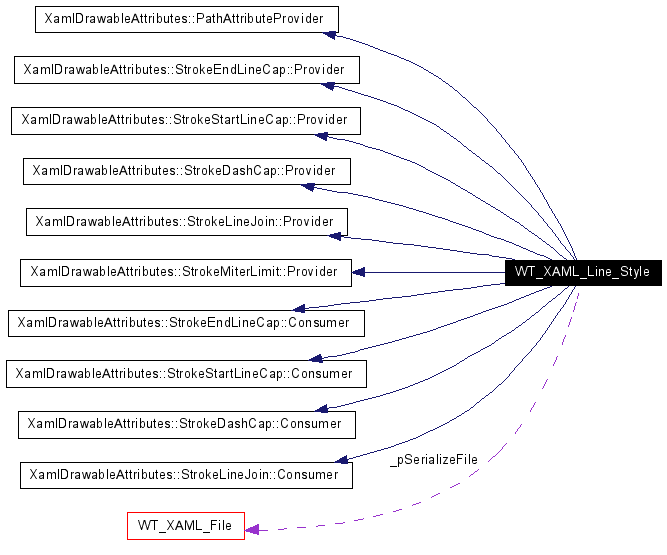 XamlDrawableAttributes::PathAttributeProvider
XamlDrawableAttributes::StrokeEndLineCap::Provider
XamlDrawableAttributes::StrokeStartLineCap::Provider
XamlDrawableAttributes::StrokeDashCap::Provider
XamlDrawableAttributes::StrokeLineJoin::Provider
XamlDrawableAttributes::StrokeMiterLimit::Provider
WT_XAML_Line_Style
XamlDrawableAttributes::StrokeEndLineCap::Consumer
XamlDrawableAttributes::StrokeStartLineCap::Consumer
XamlDrawableAttributes::StrokeDashCap::Consumer
_pSerializeFile
XamlDrawableAttributes::StrokeLineJoin::Consumer
WT_XAML_File